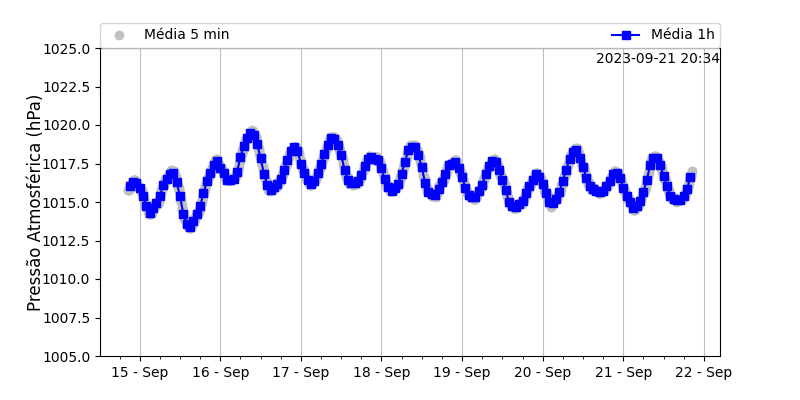 Média 5 min
Média 1h
2023-09-21 20:34
Pressão Atmosférica (hPa)
1025.0
1022.5
1020.0
1017.5
1015.0
1012.5
1010.0
1007.5
1005.0
15 - Sep
16 - Sep
17 - Sep
18 - Sep
19 - Sep
20 - Sep
21 - Sep
22 - Sep